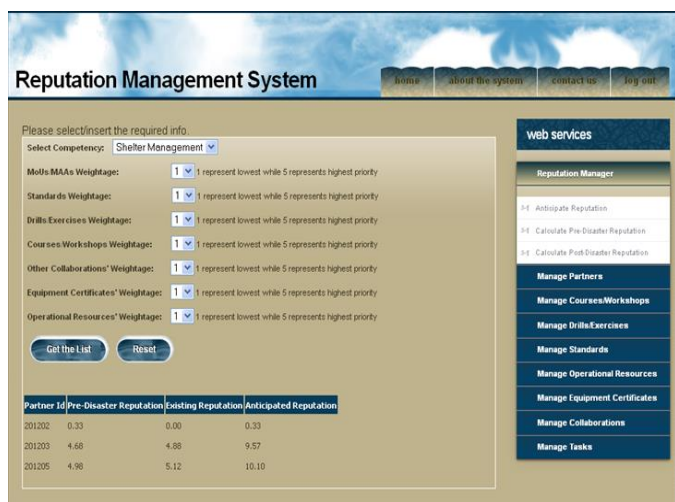 Reputation Management System
home about the system contact us log out
Please select/insert the required info.
Select Competency: Shelter Management
MoUs/MAAs Weightage: 1 1 represent lowest while 5 represents highest priority
Standards Weightage: 1 1 represent lowest while 5 represents highest priority
Drills/Exercises Weightage: 1 1 represent lowest while 5 represents highest priority
Courses/Workshops Weightage: 1 1 represent lowest while 5 represents highest priority
Other Collaborations' Weightage: 1 1 represent lowest while 5 represents highest priority
Equipment Certificates' Weightage: 1 1 represent lowest while 5 represents highest priority
Operational Resources' Weightage: 1 1 represent lowest while 5 represents highest priority
Get the List Reset
Partner Id Pre-Disaster Reputation Existing Reputation Anticipated Reputation
201202 0.33 0.00 0.33
201203 4.68 4.88 9.57
201205 4.98 5.12 10.10
web services
Reputation Manager
Antisipate Reputation
Calculate Pre-Disaster Reputation
Calculate Post-Disaster Reputation
Manage Partners
Manage Courses/Workshops
Manage Drills/Exercises
Manage Standards
Manage Operational Resources
Manage Equipment Certificates
Manage Collaborations
Manage Tasks